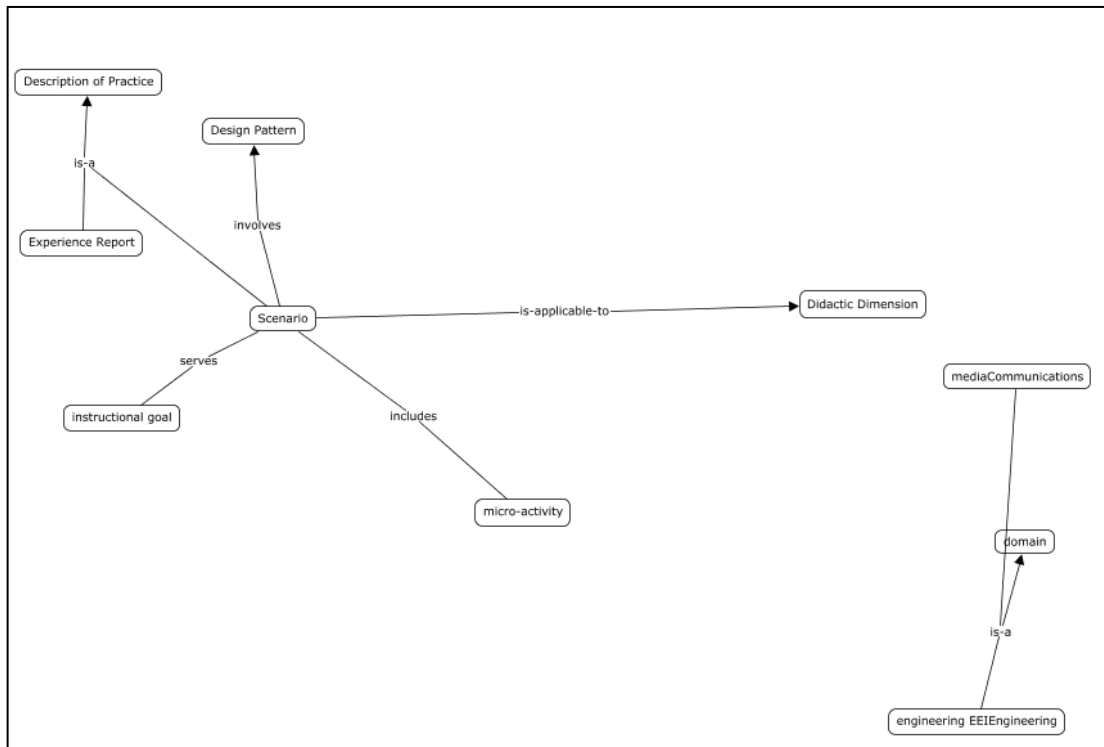 Description of Practice
Design Pattern
is-a
involves
Experience Report
Didactic Dimension
is-applicable-to
Scenario
serves
mediaCommunications
instructional goal
includes
micro-activity
domain
is-a
engineering EEIEngineering